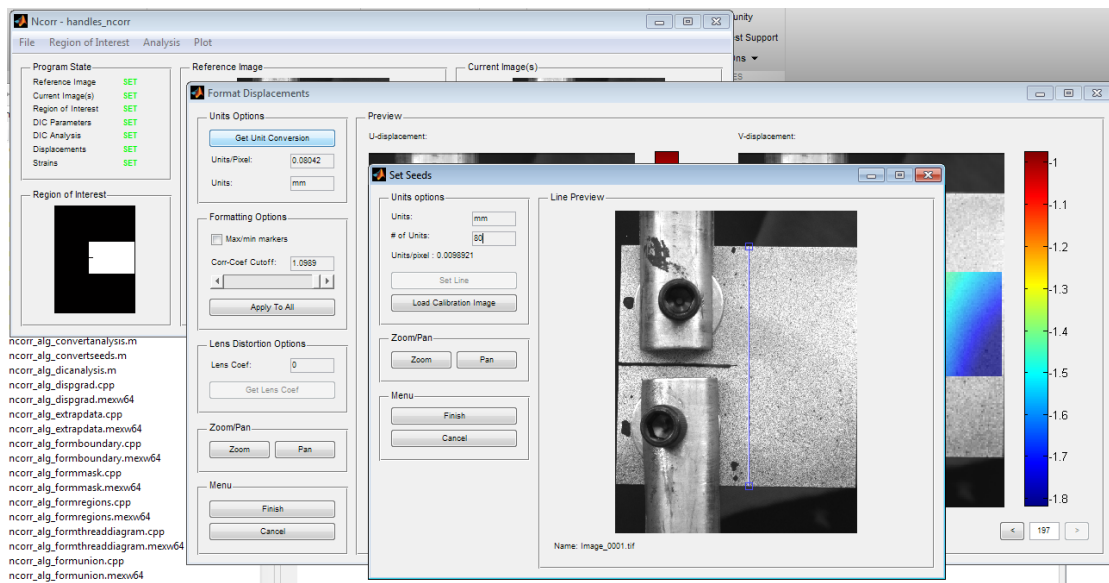 Ncorr - handles_ncorr
unity
File Region of Interest Analysis Plot
st Support
ns
ES
Program State
Reference Image SET
Current Image(s) SET
Region of Interest SET
DIC Parameters SET
DIC Analysis SET
Displacements SET
Strains SET
Region of Interest
Reference Image
Current Image(s)
Format Displacements
Units Options
Get Unit Conversion
Units/Pixel: 0.08042
Units: mm
Formatting Options
Max/min markers
Corr-Coef Cutoff: 1.0989
Apply To All
Lens Distortion Options
Lens Coef: 0
Get Lens Coef
Zoom/Pan
Zoom Pan
Menu
Finish
Cancel
Preview
U-displacement:
V-displacement:
-1
-1.1
-1.2
-1.3
-1.4
-1.5
-1.6
-1.7
-1.8
< 197 >
Set Seeds
Units options
Units: mm
# of Units: 80
Units/pixel : 0.0098921
Set Line
Load Calibration Image
Zoom/Pan
Zoom Pan
Menu
Finish
Cancel
Line Preview
Name: Image_0001.tif
ncorr_alg_convertanalysis.m
ncorr_alg_convertseeds.m
ncorr_alg_dicanalysis.m
ncorr_alg_dispgrad.cpp
ncorr_alg_dispgrad.mexw64
ncorr_alg_extrapdata.cpp
ncorr_alg_extrapdata.mexw64
ncorr_alg_formboundary.cpp
ncorr_alg_formboundary.mexw64
ncorr_alg_formmask.cpp
ncorr_alg_formmask.mexw64
ncorr_alg_formregions.cpp
ncorr_alg_formregions.mexw64
ncorr_alg_formthreaddiagram.cpp
ncorr_alg_formthreaddiagram.mexw64
ncorr_alg_formunion.cpp
ncorr_alg_formunion.mexw64